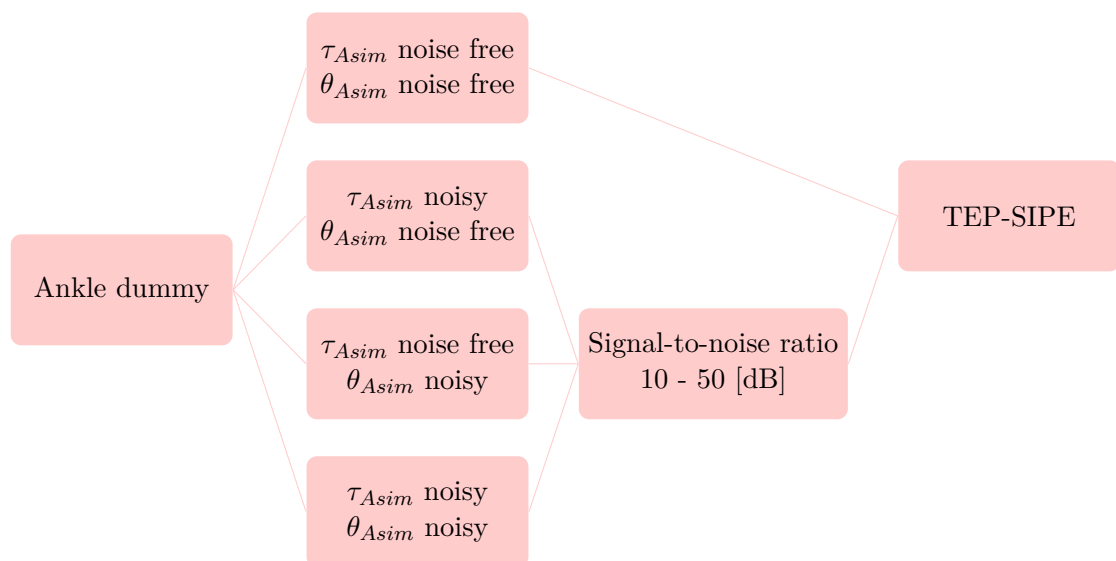 τ_Asim noise free
θ_Asim noise free
τ_Asim noisy
θ_Asim noise free
TEP-SIPE
Ankle dummy
τ_Asim noise free
θ_Asim noisy
Signal-to-noise ratio
10 - 50 [dB]
τ_Asim noisy
θ_Asim noisy